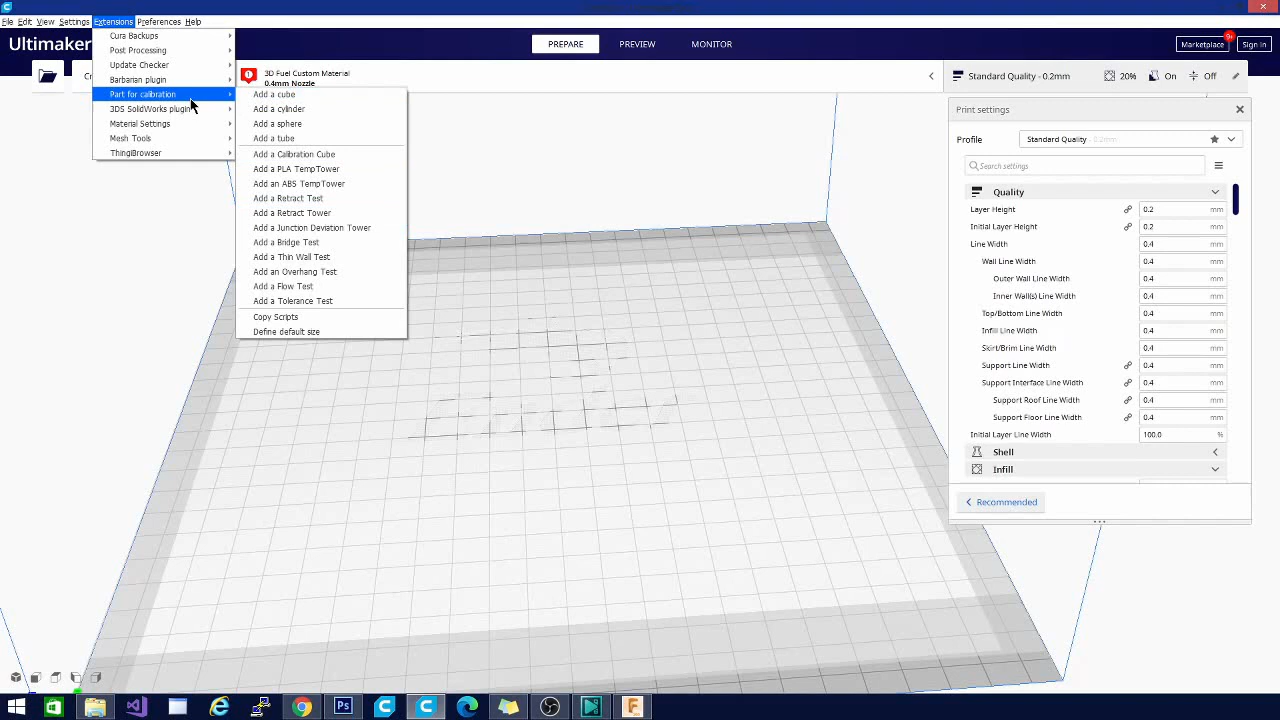 File Edit View Settings Extensions Preferences Help
Ultimaker
PREPARE PREVIEW MONITOR
Marketplace
Sign in
Cura Backups
Post Processing
Update Checker
Barbarian plugin
Part for calibration
3DS SolidWorks plugin
Material Settings
Mesh Tools
ThingiBrowser
3D Fuel Custom Material
0.4mm Nozzle
Add a cube
Add a cylinder
Add a sphere
Add a tube
Add a Calibration Cube
Add a PLA TempTower
Add an ABS TempTower
Add a Retract Test
Add a Retract Tower
Add a Junction Deviation Tower
Add a Bridge Test
Add a Thin Wall Test
Add an Overhang Test
Add a Flow Test
Add a Tolerance Test
Copy Scripts
Define default size
Standard Quality - 0.2mm 20% On Off
Print settings
Profile Standard Quality 0.2mm
Search settings
Quality
Layer Height 0.2 mm
Initial Layer Height 0.2 mm
Line Width 0.4 mm
Wall Line Width 0.4 mm
Outer Wall Line Width 0.4 mm
Inner Wall(s) Line Width 0.4 mm
Top/Bottom Line Width 0.4 mm
Infill Line Width 0.4 mm
Skirt/Brim Line Width 0.4 mm
Support Line Width 0.4 mm
Support Interface Line Width 0.4 mm
Support Roof Line Width 0.4 mm
Support Floor Line Width 0.4 mm
Initial Layer Line Width 100.0 %
Shell
Infill
Recommended